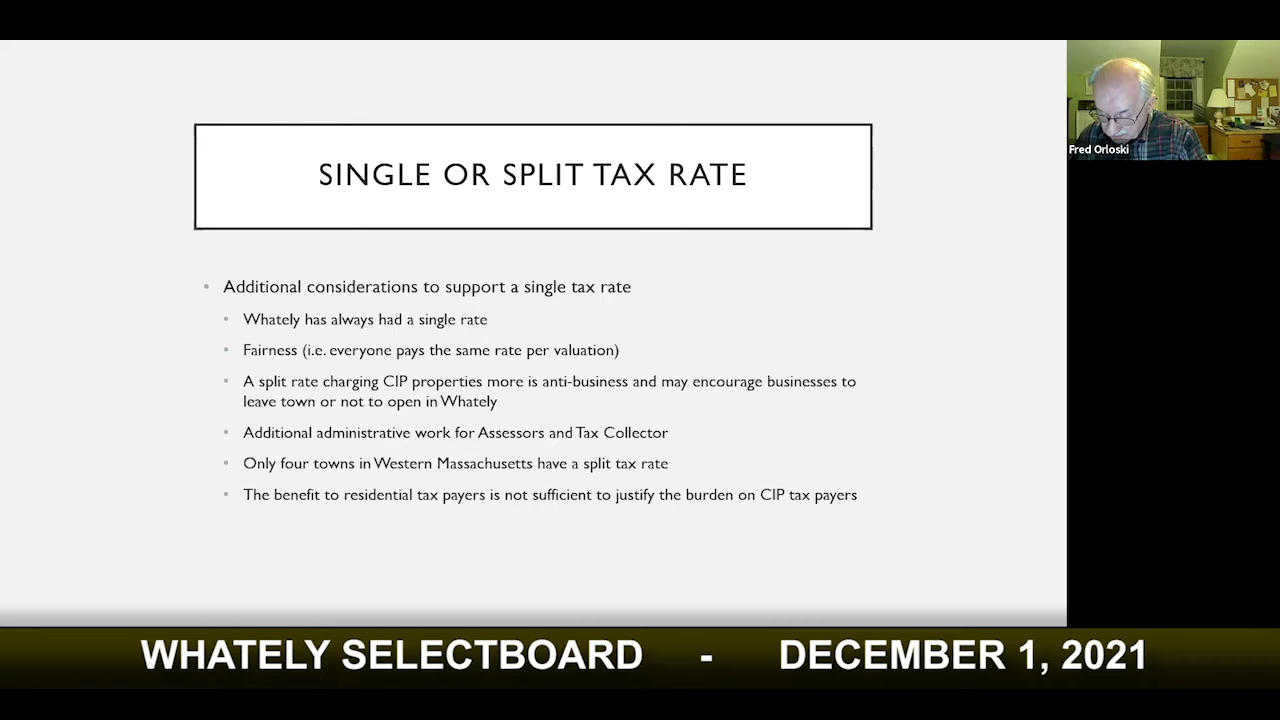 SINGLE OR SPLIT TAX RATE
Fred Orloski
• Additional considerations to support a single tax rate
• Whately has always had a single rate
• Fairness (i.e. everyone pays the same rate per valuation)
• A split rate charging CIP properties more is anti-business and may encourage businesses to
leave town or not to open in Whately
• Additional administrative work for Assessors and Tax Collector
• Only four towns in Western Massachusetts have a split tax rate
• The benefit to residential tax payers is not sufficient to justify the burden on CIP tax payers
WHATELY SELECTBOARD - DECEMBER 1, 2021